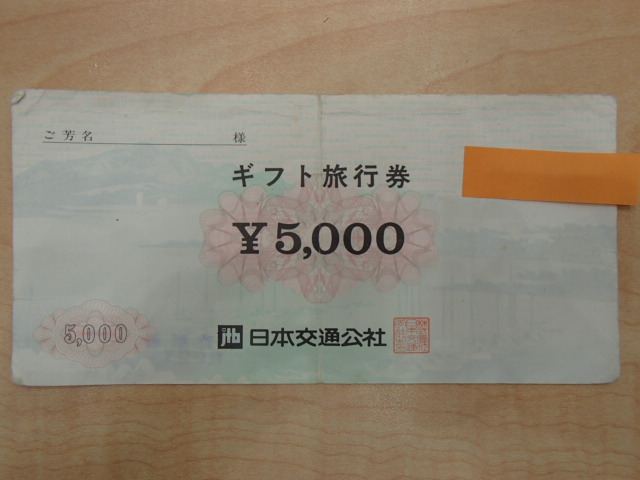 ご芳名 様
ギフト旅行券
¥5,000
5,000
jtb 日本交通公社